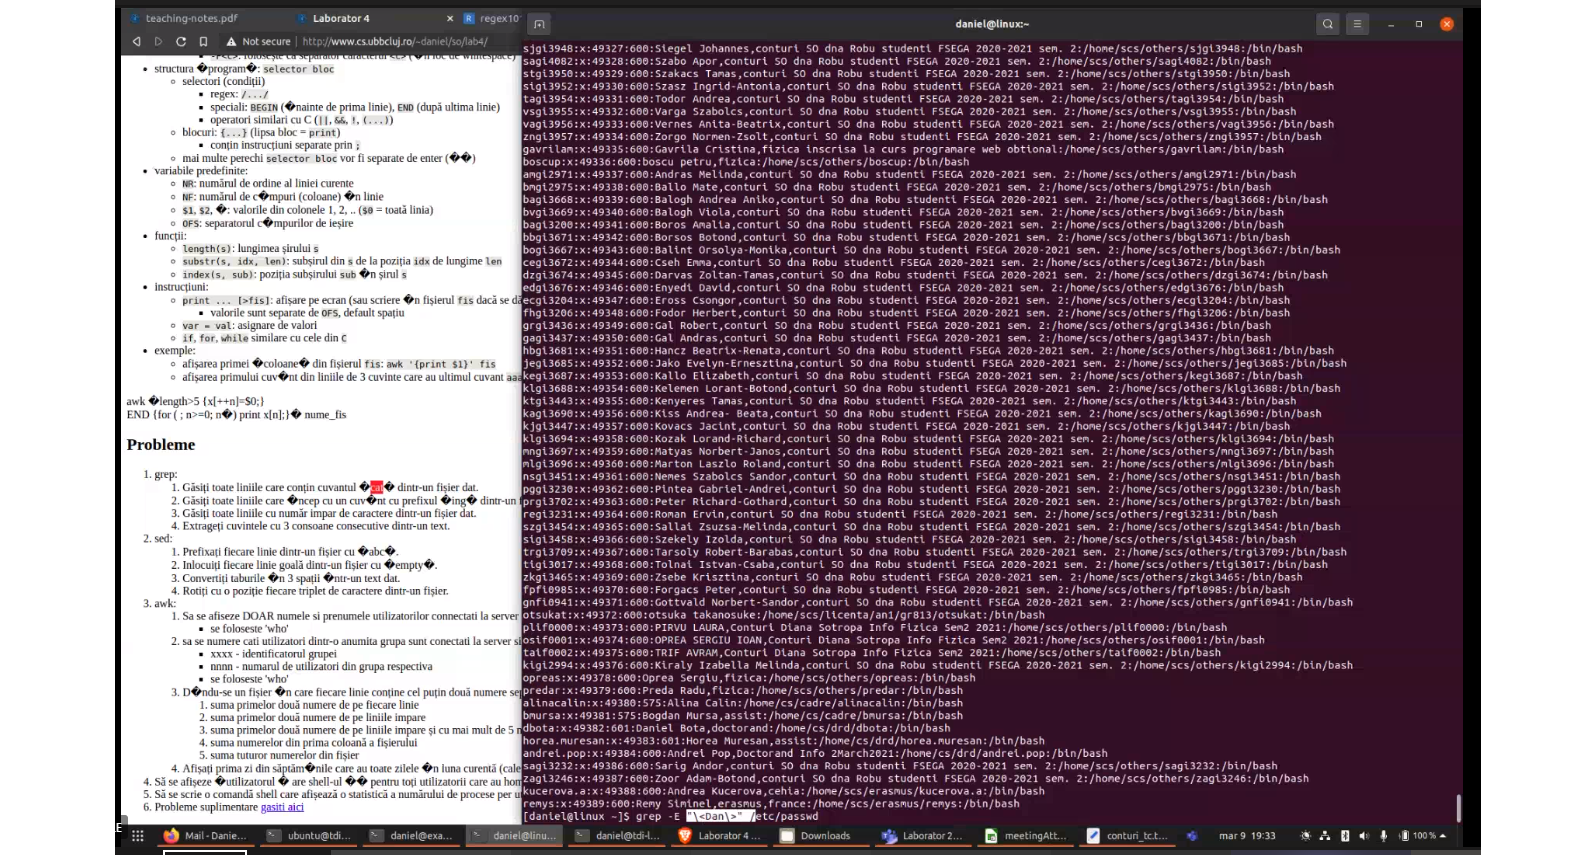 teaching-notes.pdf
Laborator 4
regex10
Not secure
http://www.cs.ubbcluj.ro/~daniel/so/lab4/
structura �program�: selector bloc
selectori (condiții)
regex: /.../
speciali: BEGIN (�nainte de prima linie), END (după ultima linie)
operatori similari cu C (||, &&, !, (...))
blocuri: {...} (lipsa bloc = print)
conțin instrucțiuni separate prin ;
mai multe perechi selector bloc vor fi separate de enter (��)
variabile predefinite:
NR: numărul de ordine al liniei curente
NF: numărul de c�mpuri (coloane) �n linie
$1, $2, �: valorile din colonele 1, 2, .. ($0 = toată linia)
OFS: separatorul c�mpurilor de ieșire
funcții:
length(s): lungimea șirului s
substr(s, idx, len): subșirul din s de la poziția idx de lungime len
index(s, sub): poziția subșirului sub �n șirul s
instrucțiuni:
print ... [>fis]: afișare pe ecran (sau scriere �n fișierul fis dacă se dă
valorile sunt separate de OFS, default spațiu
var = val: asignare de valori
if, for, while similare cu cele din C
exemple:
afișarea primei �coloane� din fișierul fis: awk '{print $1}' fis
afișarea primului cuv�nt din liniile de 3 cuvinte care au ultimul cuvant aaa
awk �length>5 {x[++n]=$0;}
END {for ( ; n>=0; n�) print x[n];}� nume_fis
Probleme
1. grep:
1. Găsiți toate liniile care conțin cuvantul � � dintr-un fișier dat.
2. Găsiți toate liniile care �ncep cu un cuv�nt cu prefixul �ing� dintr-un f
3. Găsiți toate liniile cu număr impar de caractere dintr-un fișier dat.
4. Extrageți cuvintele cu 3 consoane consecutive dintr-un text.
2. sed:
1. Prefixați fiecare linie dintr-un fișier cu �abc�.
2. Inlocuiți fiecare linie goală dintr-un fișier cu �empty�.
3. Convertiți taburile �n 3 spații �ntr-un text dat.
4. Rotiți cu o poziție fiecare triplet de caractere dintr-un fișier.
3. awk:
1. Sa se afiseze DOAR numele si prenumele utilizatorilor connectati la server
se foloseste 'who'
2. sa se numere cati utilizatori dintr-o anumita grupa sunt conectati la server si
xxxx - identificatorul grupei
nnnn - numarul de utilizatori din grupa respectiva
se foloseste 'who'
3. D�ndu-se un fișier �n care fiecare linie conține cel puțin două numere sep
1. suma primelor două numere de pe fiecare linie
2. suma primelor două numere de pe liniile impare
3. suma primelor două numere de pe liniile impare și cu mai mult de 5 n
4. suma numerelor din prima coloană a fișierului
5. suma tuturor numerelor din fișier
4. Afișați prima zi din săptăm�nile care au toate zilele �n luna curentă (cale
4. Să se afișeze �utilizatorul � are shell-ul �� pentru toți utilizatorii care au hom
5. Să se scrie o comandă shell care afișează o statistică a numărului de procese per u
6. Probleme suplimentare gasiti aici
daniel@linux:~
sjgi3948:x:49327:600:Siegel Johannes,conturi SO dna Robu studenti FSEGA 2020-2021 sem. 2:/home/scs/others/sjgi3948:/bin/bash
sagi4082:x:49328:600:Szabo Apor,conturi SO dna Robu studenti FSEGA 2020-2021 sem. 2:/home/scs/others/sagi4082:/bin/bash
stgi3950:x:49329:600:Szakacs Tamas,conturi SO dna Robu studenti FSEGA 2020-2021 sem. 2:/home/scs/others/stgi3950:/bin/bash
sigi3952:x:49330:600:Szasz Ingrid-Antonia,conturi SO dna Robu studenti FSEGA 2020-2021 sem. 2:/home/scs/others/sigi3952:/bin/bash
tagi3954:x:49331:600:Todor Andrea,conturi SO dna Robu studenti FSEGA 2020-2021 sem. 2:/home/scs/others/tagi3954:/bin/bash
vsgi3955:x:49332:600:Varga Szabolcs,conturi SO dna Robu studenti FSEGA 2020-2021 sem. 2:/home/scs/others/vsgi3955:/bin/bash
vagi3956:x:49333:600:Vernes Anita-Beatrix,conturi SO dna Robu studenti FSEGA 2020-2021 sem. 2:/home/scs/others/vagi3956:/bin/bash
zngi3957:x:49334:600:Zorgo Normen-Zsolt,conturi SO dna Robu studenti FSEGA 2020-2021 sem. 2:/home/scs/others/zngi3957:/bin/bash
gavrilam:x:49335:600:Gavrila Cristina,fizica inscrisa la curs programare web obtional:/home/scs/others/gavrilam:/bin/bash
boscup:x:49336:600:boscu petru,fizica:/home/scs/others/boscup:/bin/bash
amgi2971:x:49337:600:Andras Melinda,conturi SO dna Robu studenti FSEGA 2020-2021 sem. 2:/home/scs/others/amgi2971:/bin/bash
bmgi2975:x:49338:600:Ballo Mate,conturi SO dna Robu studenti FSEGA 2020-2021 sem. 2:/home/scs/others/bmgi2975:/bin/bash
bagi3668:x:49339:600:Balogh Andrea Aniko,conturi SO dna Robu studenti FSEGA 2020-2021 sem. 2:/home/scs/others/bagi3668:/bin/bash
bvgi3669:x:49340:600:Balogh Viola,conturi SO dna Robu studenti FSEGA 2020-2021 sem. 2:/home/scs/others/bvgi3669:/bin/bash
bagi3200:x:49341:600:Boros Amalia,conturi SO dna Robu studenti FSEGA 2020-2021 sem. 2:/home/scs/others/bagi3200:/bin/bash
bbgi3671:x:49342:600:Borsos Botond,conturi SO dna Robu studenti FSEGA 2020-2021 sem. 2:/home/scs/others/bbgi3671:/bin/bash
bogi3667:x:49343:600:Balint Orsolya-Monika,conturi SO dna Robu studenti FSEGA 2020-2021 sem. 2:/home/scs/others/bogi3667:/bin/bash
cegi3672:x:49344:600:Cseh Emma,conturi SO dna Robu studenti FSEGA 2020-2021 sem. 2:/home/scs/others/cegi3672:/bin/bash
dzgi3674:x:49345:600:Darvas Zoltan-Tamas,conturi SO dna Robu studenti FSEGA 2020-2021 sem. 2:/home/scs/others/dzgi3674:/bin/bash
edgi3676:x:49346:600:Enyedi David,conturi SO dna Robu studenti FSEGA 2020-2021 sem. 2:/home/scs/others/edgi3676:/bin/bash
ecgi3204:x:49347:600:Eross Csongor,conturi SO dna Robu studenti FSEGA 2020-2021 sem. 2:/home/scs/others/ecgi3204:/bin/bash
fhgi3206:x:49348:600:Fodor Herbert,conturi SO dna Robu studenti FSEGA 2020-2021 sem. 2:/home/scs/others/fhgi3206:/bin/bash
grgi3436:x:49349:600:Gal Robert,conturi SO dna Robu studenti FSEGA 2020-2021 sem. 2:/home/scs/others/grgi3436:/bin/bash
gagi3437:x:49350:600:Gal Andras,conturi SO dna Robu studenti FSEGA 2020-2021 sem. 2:/home/scs/others/gagi3437:/bin/bash
hbgi3681:x:49351:600:Hancz Beatrix-Renata,conturi SO dna Robu studenti FSEGA 2020-2021 sem. 2:/home/scs/others/hbgi3681:/bin/bash
jegi3685:x:49352:600:Jako Evelyn-Ernesztina,conturi SO dna Robu studenti FSEGA 2020-2021 sem. 2:/home/scs/others/jegi3685:/bin/bash
kegi3687:x:49353:600:Kallo Elizabeth,conturi SO dna Robu studenti FSEGA 2020-2021 sem. 2:/home/scs/others/kegi3687:/bin/bash
klgi3688:x:49354:600:Kelemen Lorant-Botond,conturi SO dna Robu studenti FSEGA 2020-2021 sem. 2:/home/scs/others/klgi3688:/bin/bash
ktgi3443:x:49355:600:Kenyeres Tamas,conturi SO dna Robu studenti FSEGA 2020-2021 sem. 2:/home/scs/others/ktgi3443:/bin/bash
kagi3690:x:49356:600:Kiss Andrea- Beata,conturi SO dna Robu studenti FSEGA 2020-2021 sem. 2:/home/scs/others/kagi3690:/bin/bash
kjgi3447:x:49357:600:Kovacs Jacint,conturi SO dna Robu studenti FSEGA 2020-2021 sem. 2:/home/scs/others/kjgi3447:/bin/bash
klgi3694:x:49358:600:Kozak Lorand-Richard,conturi SO dna Robu studenti FSEGA 2020-2021 sem. 2:/home/scs/others/klgi3694:/bin/bash
mngi3697:x:49359:600:Matyas Norbert-Janos,conturi SO dna Robu studenti FSEGA 2020-2021 sem. 2:/home/scs/others/mngi3697:/bin/bash
mlgi3696:x:49360:600:Marton Laszlo Roland,conturi SO dna Robu studenti FSEGA 2020-2021 sem. 2:/home/scs/others/mlgi3696:/bin/bash
nsgi3451:x:49361:600:Nemes Szabolcs Sandor,conturi SO dna Robu studenti FSEGA 2020-2021 sem. 2:/home/scs/others/nsgi3451:/bin/bash
pggi3230:x:49362:600:Pintea Gabriel-Andrei,conturi SO dna Robu studenti FSEGA 2020-2021 sem. 2:/home/scs/others/pggi3230:/bin/bash
prgi3702:x:49363:600:Peter Richard-Gothard,conturi SO dna Robu studenti FSEGA 2020-2021 sem. 2:/home/scs/others/prgi3702:/bin/bash
regi3231:x:49364:600:Roman Ervin,conturi SO dna Robu studenti FSEGA 2020-2021 sem. 2:/home/scs/others/regi3231:/bin/bash
szgi3454:x:49365:600:Sallai Zsuzsa-Melinda,conturi SO dna Robu studenti FSEGA 2020-2021 sem. 2:/home/scs/others/szgi3454:/bin/bash
sigi3458:x:49366:600:Szekely Izolda,conturi SO dna Robu studenti FSEGA 2020-2021 sem. 2:/home/scs/others/sigi3458:/bin/bash
trgi3709:x:49367:600:Tarsoly Robert-Barabas,conturi SO dna Robu studenti FSEGA 2020-2021 sem. 2:/home/scs/others/trgi3709:/bin/bash
tigi3017:x:49368:600:Tolnai Istvan-Csaba,conturi SO dna Robu studenti FSEGA 2020-2021 sem. 2:/home/scs/others/tigi3017:/bin/bash
zkgi3465:x:49369:600:Zsebe Krisztina,conturi SO dna Robu studenti FSEGA 2020-2021 sem. 2:/home/scs/others/zkgi3465:/bin/bash
fpfi0985:x:49370:600:Forgacs Peter,conturi SO dna Robu studenti FSEGA 2020-2021 sem. 2:/home/scs/others/fpfi0985:/bin/bash
gnfi0941:x:49371:600:Gottvald Norbert-Sandor,conturi SO dna Robu studenti FSEGA 2020-2021 sem. 2:/home/scs/others/gnfi0941:/bin/bash
otsukat:x:49372:600:otsuka takanosuke:/home/scs/licenta/an1/gr813/otsukat:/bin/bash
plif0000:x:49373:600:PIRVU LAURA,Conturi Diana Sotropa Info Fizica Sem2 2021:/home/scs/others/plif0000:/bin/bash
osif0001:x:49374:600:OPREA SERGIU IOAN,Conturi Diana Sotropa Info Fizica Sem2 2021:/home/scs/others/osif0001:/bin/bash
taif0002:x:49375:600:TRIF AVRAM,Conturi Diana Sotropa Info Fizica Sem2 2021:/home/scs/others/taif0002:/bin/bash
kigi2994:x:49376:600:Kiraly Izabella Melinda,conturi SO dna Robu studenti FSEGA 2020-2021 sem. 2:/home/scs/others/kigi2994:/bin/bash
opreas:x:49378:600:Oprea Sergiu,fizica:/home/scs/others/opreas:/bin/bash
predar:x:49379:600:Preda Radu,fizica:/home/scs/others/predar:/bin/bash
alinacalin:x:49380:575:Alina Calin:/home/cs/cadre/alinacalin:/bin/bash
bmursa:x:49381:575:Bogdan Mursa,assist:/home/cs/cadre/bmursa:/bin/bash
dbota:x:49382:601:Daniel Bota,doctorand:/home/cs/drd/dbota:/bin/bash
horea.muresan:x:49383:601:Horea Muresan,assist:/home/cs/drd/horea.muresan:/bin/bash
andrei.pop:x:49384:600:Andrei Pop,Doctorand Info 2March2021:/home/cs/drd/andrei.pop:/bin/bash
sagi3232:x:49385:600:Sarig Andor,conturi SO dna Robu studenti FSEGA 2020-2021 sem. 2:/home/scs/others/sagi3232:/bin/bash
zagi3246:x:49387:600:Zoor Adam-Botond,conturi SO dna Robu studenti FSEGA 2020-2021 sem. 2:/home/scs/others/zagi3246:/bin/bash
kucerova.a:x:49388:600:Andrea Kucerova,cehia:/home/scs/erasmus/kucerova.a:/bin/bash
remys:x:49389:600:Remy Siminel,erasmus,france:/home/scs/erasmus/remys:/bin/bash
[daniel@linux ~]$ grep -E "\<Dan\>" /etc/passwd
Mail - Danie...
ubuntu@tdi...
daniel@exa...
daniel@linu...
daniel@tdi-l...
Laborator 4 ...
Downloads
Laborator 2...
meetingAtt...
conturi_tc.t...
mar 9 19:33
100 %